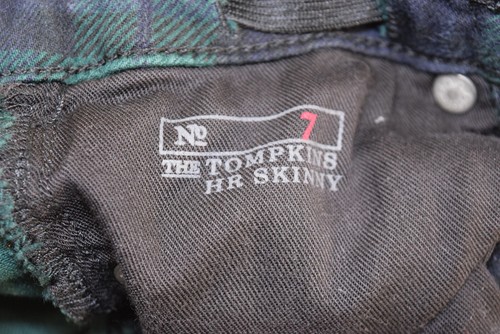 Nº 7
THE TOMPKINS
HR SKINNY